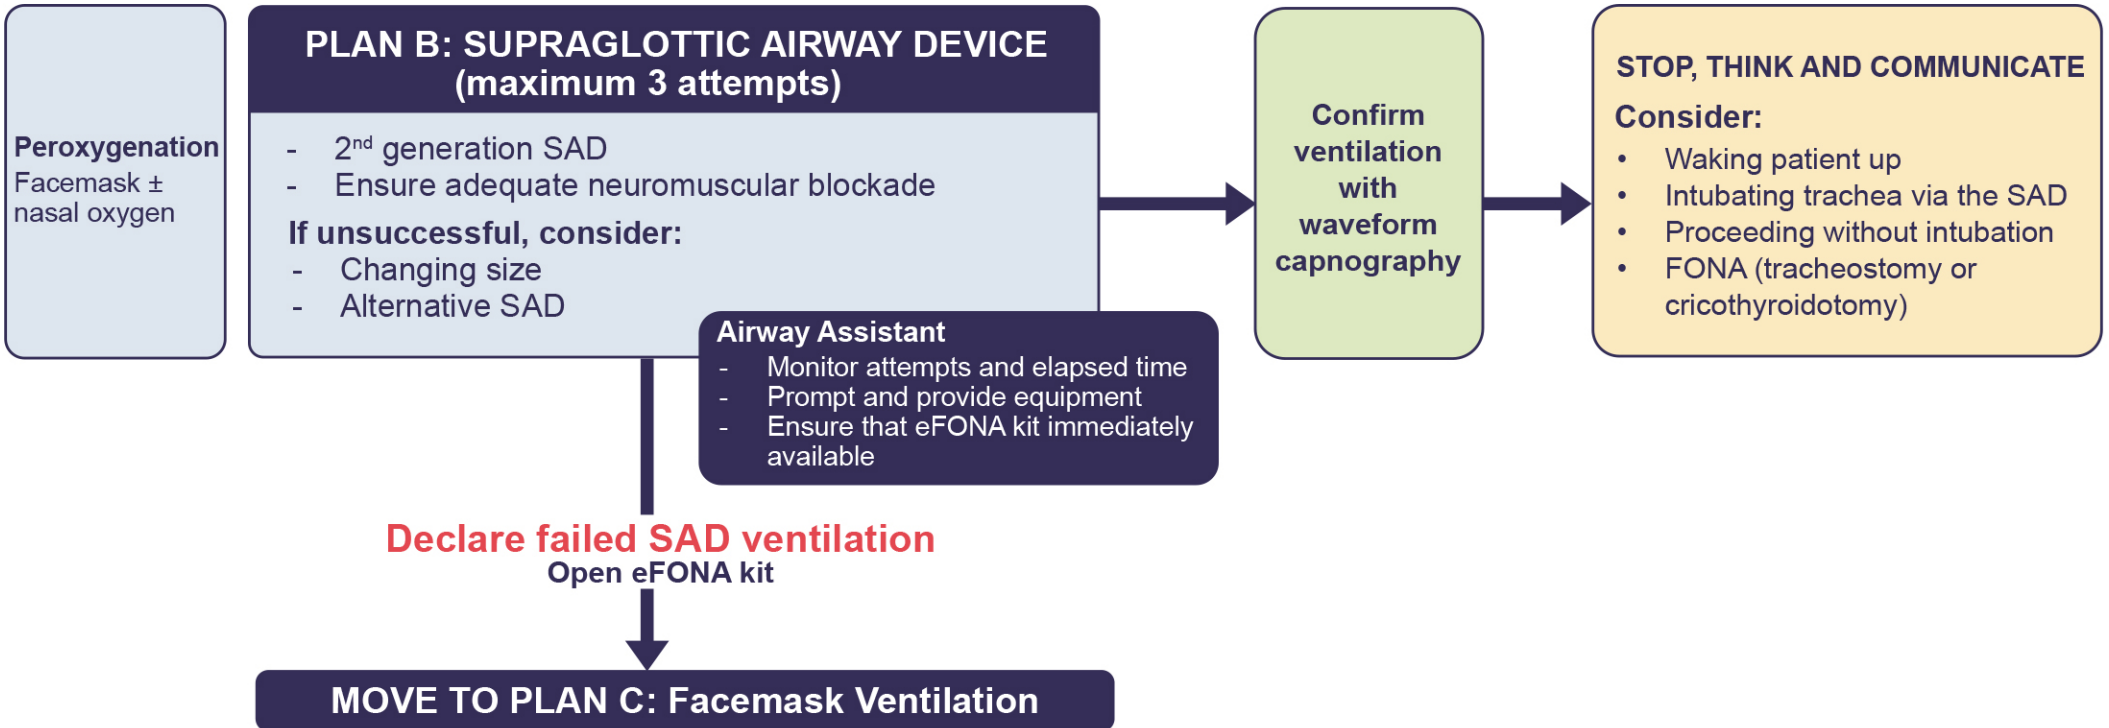 Peroxygenation
Facemask ±
nasal oxygen
PLAN B: SUPRAGLOTTIC AIRWAY DEVICE
(maximum 3 attempts)
- 2nd generation SAD
- Ensure adequate neuromuscular blockade
If unsuccessful, consider:
- Changing size
- Alternative SAD
Airway Assistant
- Monitor attempts and elapsed time
- Prompt and provide equipment
- Ensure that eFONA kit immediately
available
Confirm
ventilation
with
waveform
capnography
STOP, THINK AND COMMUNICATE
Consider:
• Waking patient up
• Intubating trachea via the SAD
• Proceeding without intubation
• FONA (tracheostomy or
cricothyroidotomy)
Declare failed SAD ventilation
Open eFONA kit
MOVE TO PLAN C: Facemask Ventilation